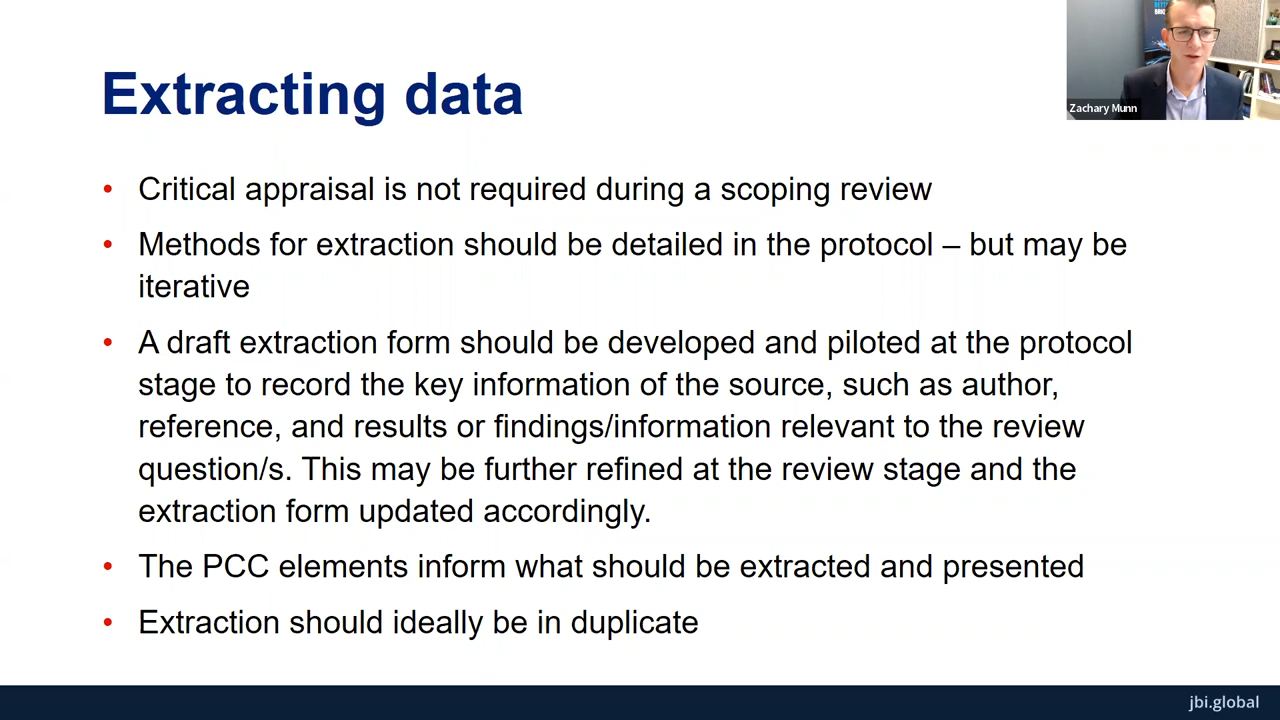 Extracting data
Zachary Munn
• Critical appraisal is not required during a scoping review
• Methods for extraction should be detailed in the protocol – but may be
iterative
• A draft extraction form should be developed and piloted at the protocol
stage to record the key information of the source, such as author,
reference, and results or findings/information relevant to the review
question/s. This may be further refined at the review stage and the
extraction form updated accordingly.
• The PCC elements inform what should be extracted and presented
• Extraction should ideally be in duplicate
jbi.global